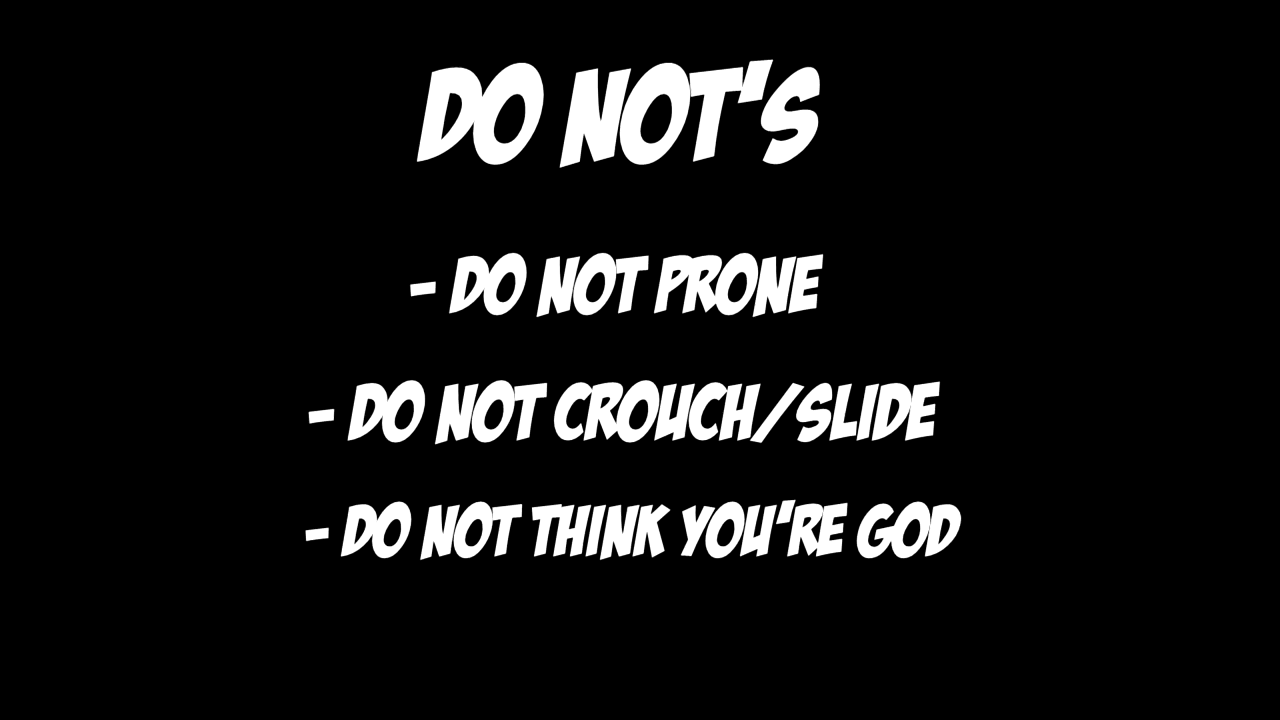 DO NOT'S
- DO NOT PRONE
- DO NOT CROUCH/SLIDE
- DO NOT THINK YOU'RE GOD